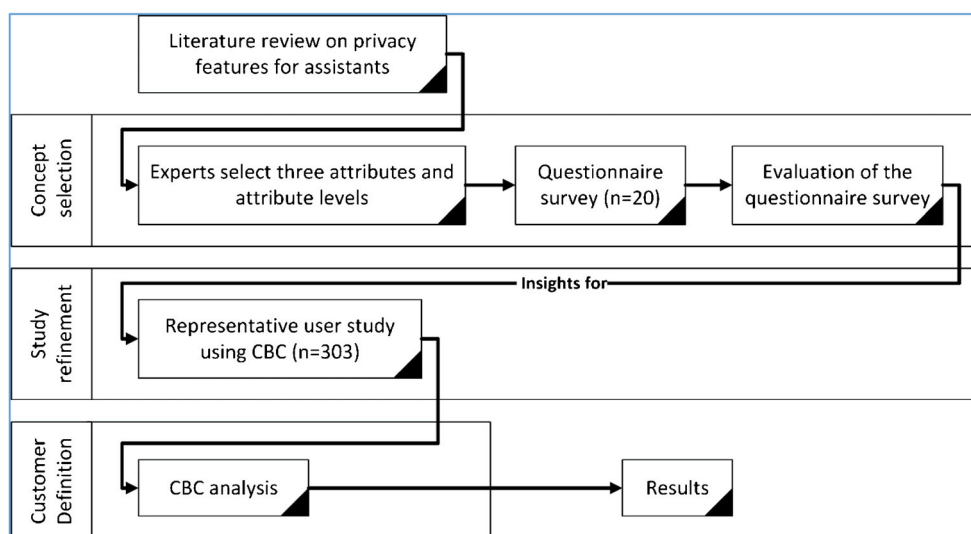 Literature review on privacy
features for assistants
Concept
selection
Experts select three attributes and
attribute levels
Questionnaire
survey (n=20)
Evaluation of the
questionnaire survey
Insights for
Study
refinement
Representative user study
using CBC (n=303)
Customer
Definition
CBC analysis
Results